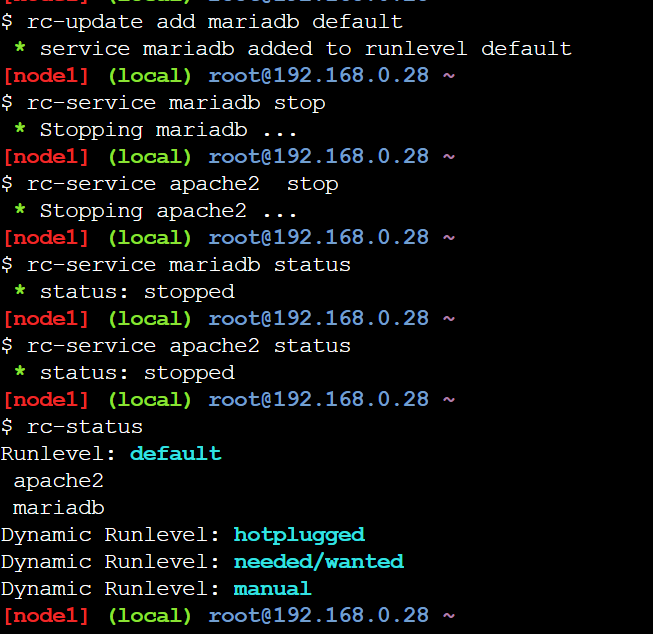 $ rc-update add mariadb default
 * service mariadb added to runlevel default
[node1] (local) root@192.168.0.28 ~
$ rc-service mariadb stop
 * Stopping mariadb ...
[node1] (local) root@192.168.0.28 ~
$ rc-service apache2  stop
 * Stopping apache2 ...
[node1] (local) root@192.168.0.28 ~
$ rc-service mariadb status
 * status: stopped
[node1] (local) root@192.168.0.28 ~
$ rc-service apache2 status
 * status: stopped
[node1] (local) root@192.168.0.28 ~
$ rc-status
Runlevel: default
 apache2
 mariadb
Dynamic Runlevel: hotplugged
Dynamic Runlevel: needed/wanted
Dynamic Runlevel: manual
[node1] (local) root@192.168.0.28 ~